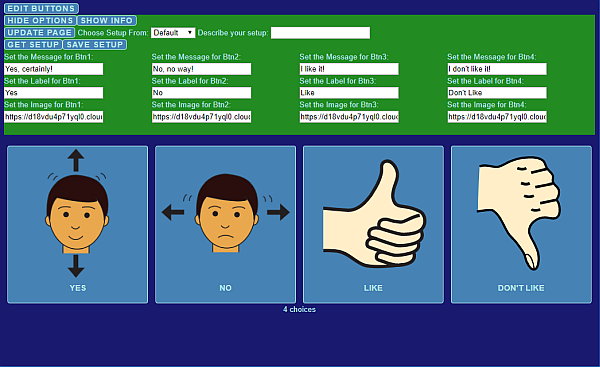 EDIT BUTTONS
HIDE OPTIONS SHOW INFO
UPDATE PAGE Choose Setup From: Default Describe your setup:
GET SETUP SAVE SETUP
Set the Message for Btn1: Set the Message for Btn2: Set the Message for Btn3: Set the Message for Btn4:
Yes, certainly! No, no way! I like it! I don't like it!
Set the Label for Btn1: Set the Label for Btn2: Set the Label for Btn3: Set the Label for Btn4:
Yes No Like Don't Like
Set the Image for Btn1: Set the Image for Btn2: Set the Image for Btn3: Set the Image for Btn4:
https://d18vdu4p71yql0.clouc https://d18vdu4p71yql0.clouc https://d18vdu4p71yql0.clouc https://d18vdu4p71yql0.clouc
YES NO LIKE DON'T LIKE
4 choices